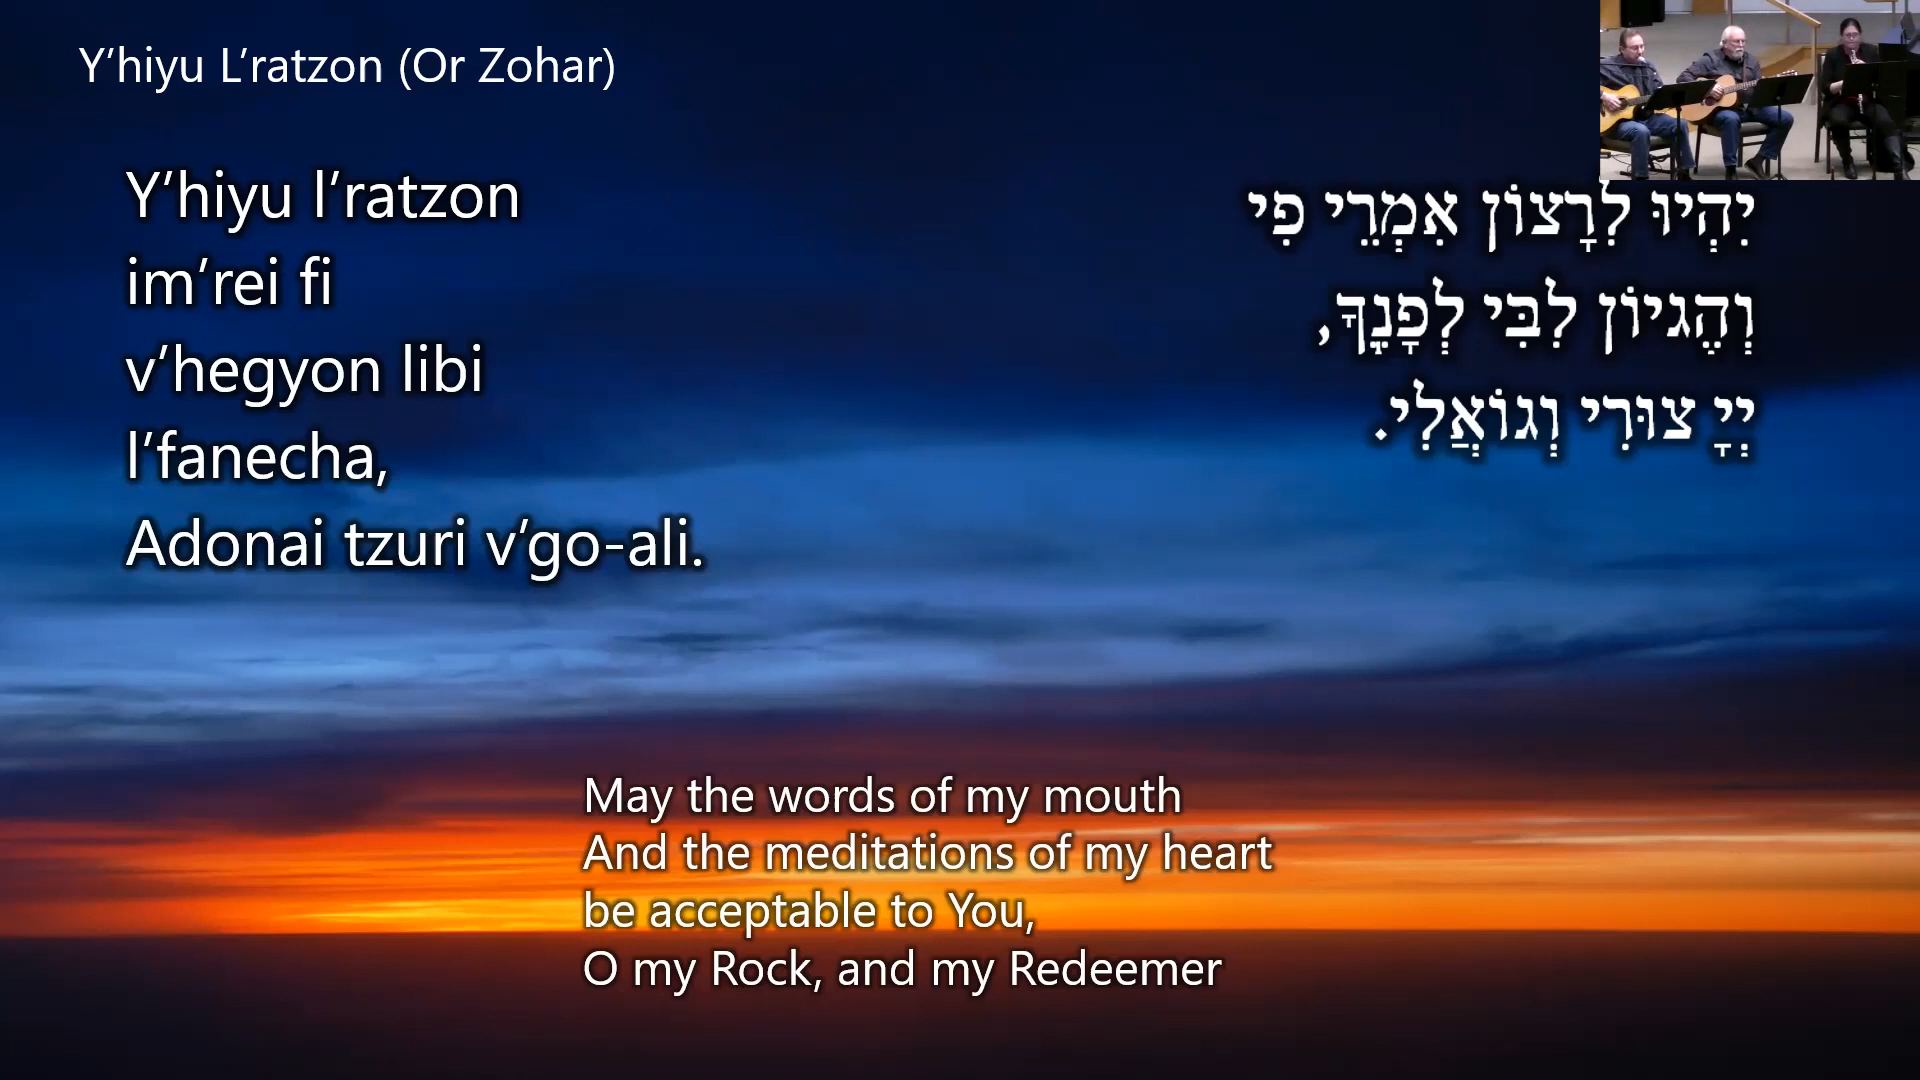 Y’hiyu L’ratzon (Or Zohar)
Y’hiyu l’ratzon
im’rei fi
v’hegyon libi
l’fanecha,
Adonai tzuri v’go-ali.
יִהְיוּ לְרָצוֹן אִמְרֵי פִי
וְהֶגיוֹן לִבִּי לְפָנֶֽךָ,
יְיָ צוּרִי וְגוֹאֲלִי.
May the words of my mouth
And the meditations of my heart
be acceptable to You,
O my Rock, and my Redeemer